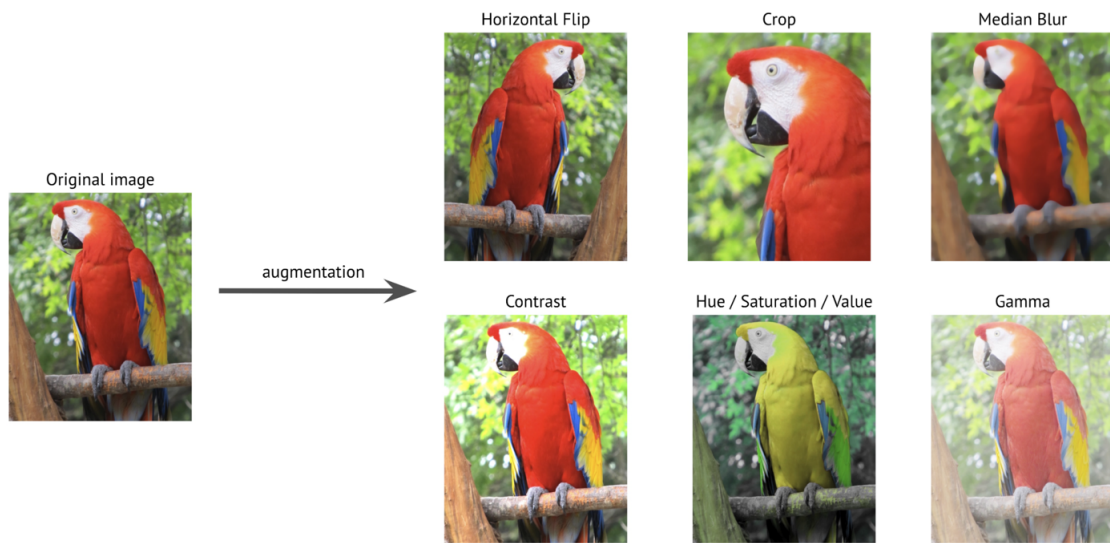 Horizontal Flip
Crop
Median Blur
Original image
augmentation
Contrast
Hue / Saturation / Value
Gamma